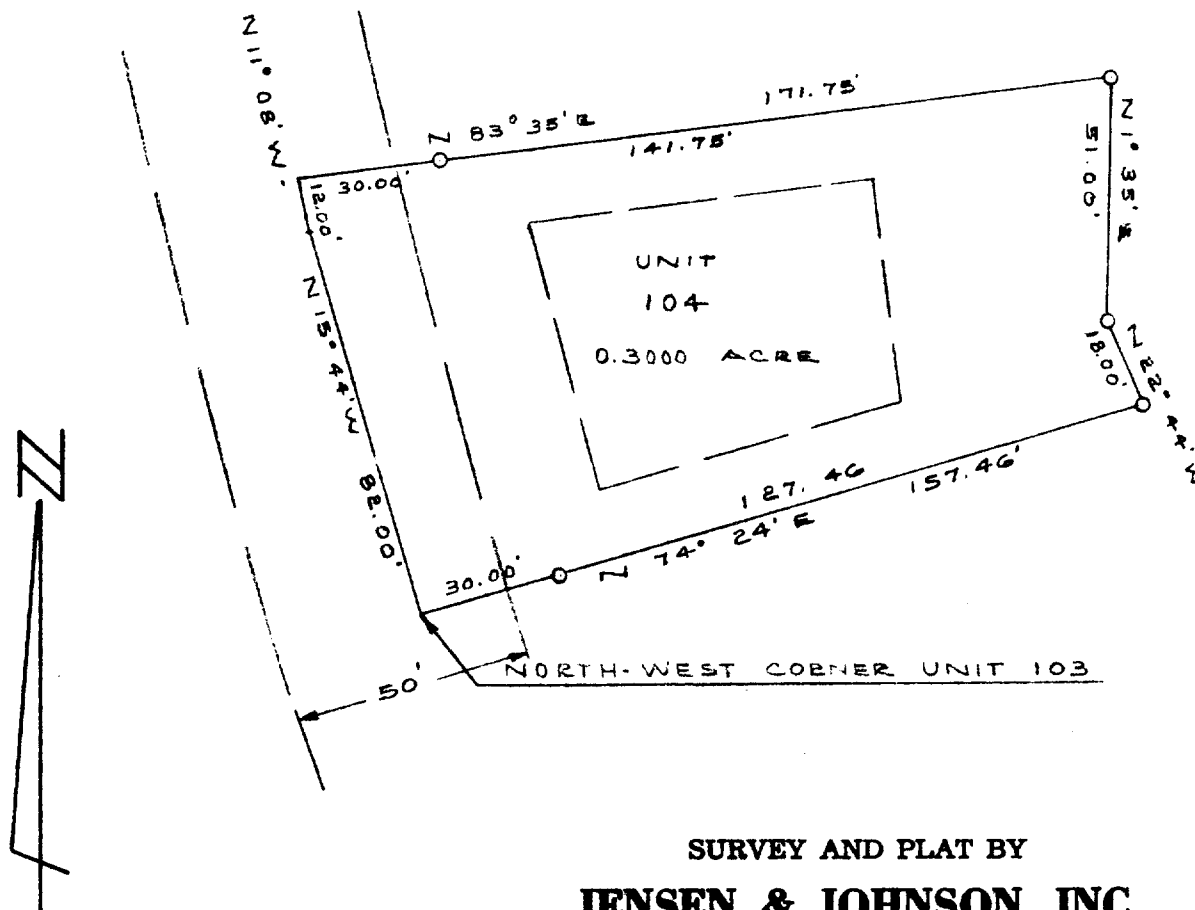 N 11° 08' W.
171.75'
N 83° 35' E
141.75'
30.00'
12.00'
N 1° 35' E
51.00'
UNIT
104
0.3000 ACRE
N 15° 44' W 82.00'
N 22° 44' W
18.00'
157.46'
127.46
N 74° 24' E
30.00'
N
NORTH-WEST CORNER UNIT 103
50'
SURVEY AND PLAT BY
JENSEN & JOHNSON, INC